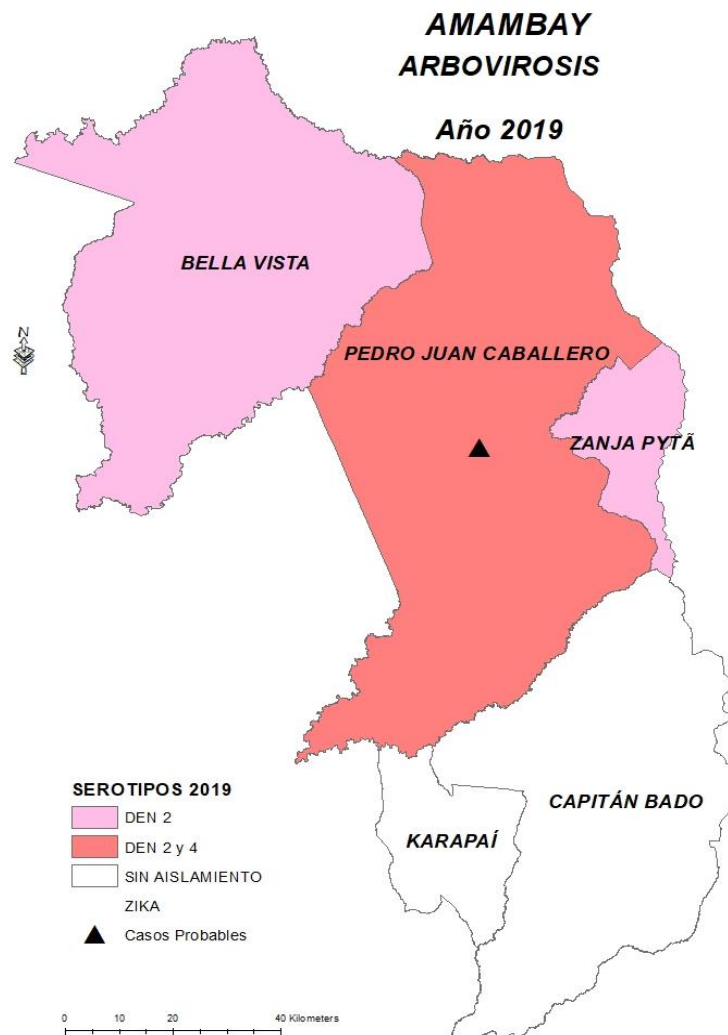 AMAMBAY
ARBOVIROSIS
Año 2019
BELLA VISTA
N
PEDRO JUAN CABALLERO
ZANJA PYTÃ
SEROTIPOS 2019
DEN 2
DEN 2 y 4
SIN AISLAMIENTO
ZIKA
Casos Probables
CAPITÁN BADO
KARAPAÍ
0 10 20 40 Kilometers